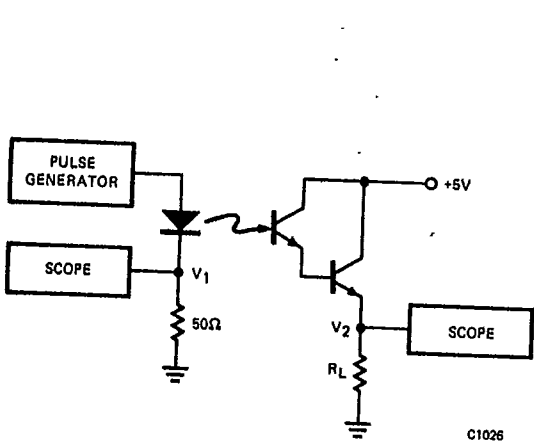 PULSE
GENERATOR
+5V
SCOPE
V1
50Ω
V2
SCOPE
RL
C1026